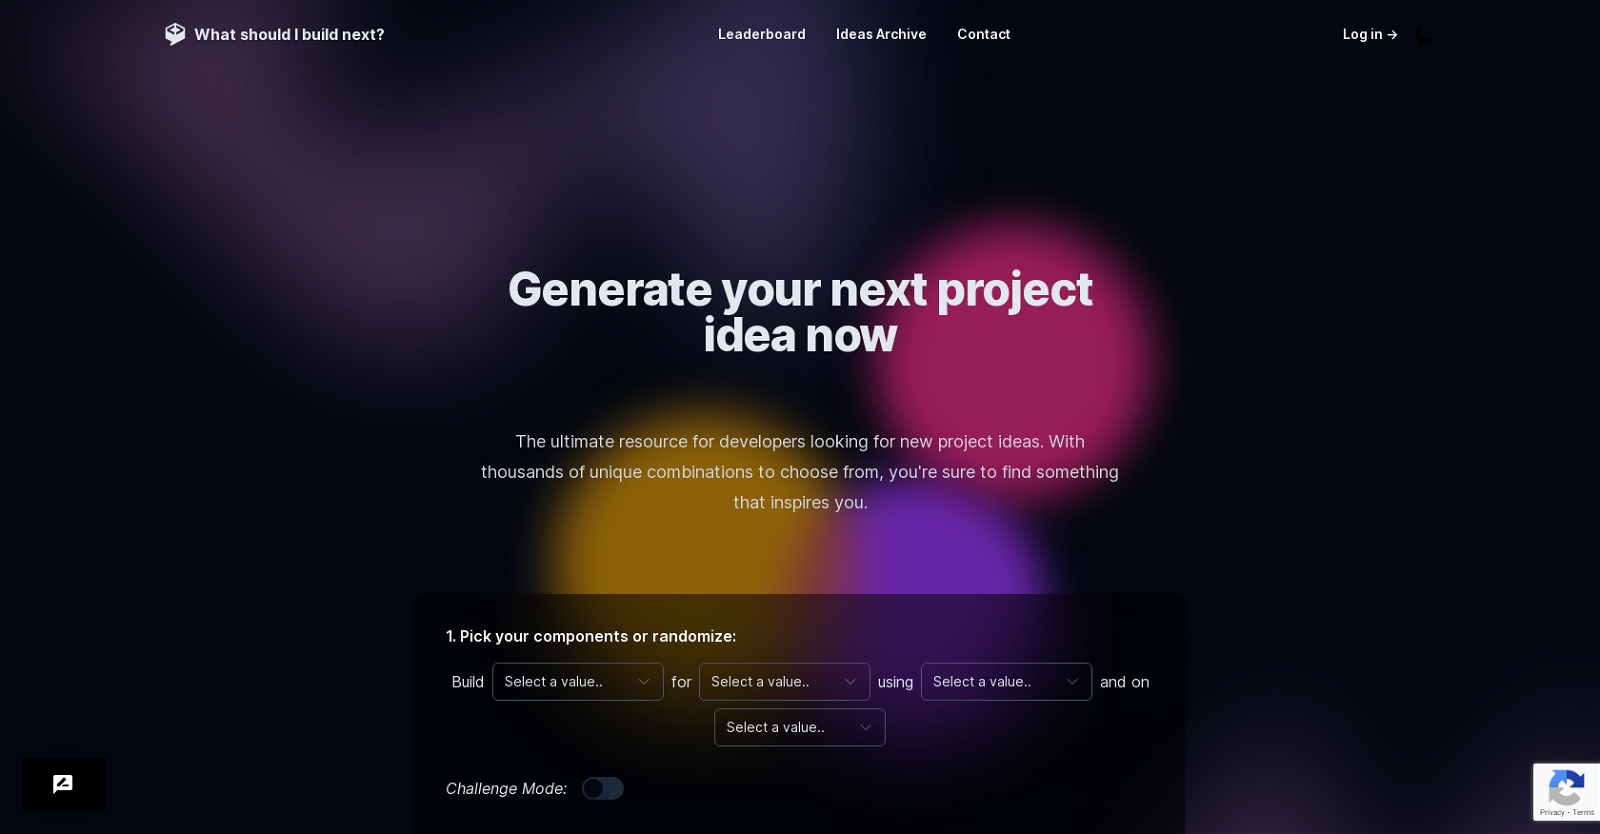 What should I build next?
Leaderboard Ideas Archive Contact
Log in →
Generate your next project
idea now
The ultimate resource for developers looking for new project ideas. With
thousands of unique combinations to choose from, you're sure to find something
that inspires you.
1. Pick your components or randomize:
Build Select a value.. for Select a value.. using Select a value.. and on
Select a value..
Challenge Mode:
Privacy - Terms